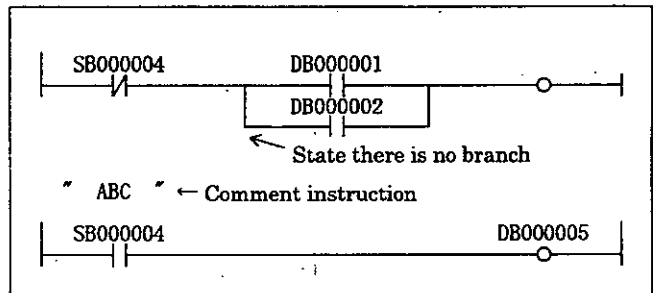 SB000004 DB000001
DB000002
State there is no branch
" ABC " ← Comment instruction
SB000004 DB000005